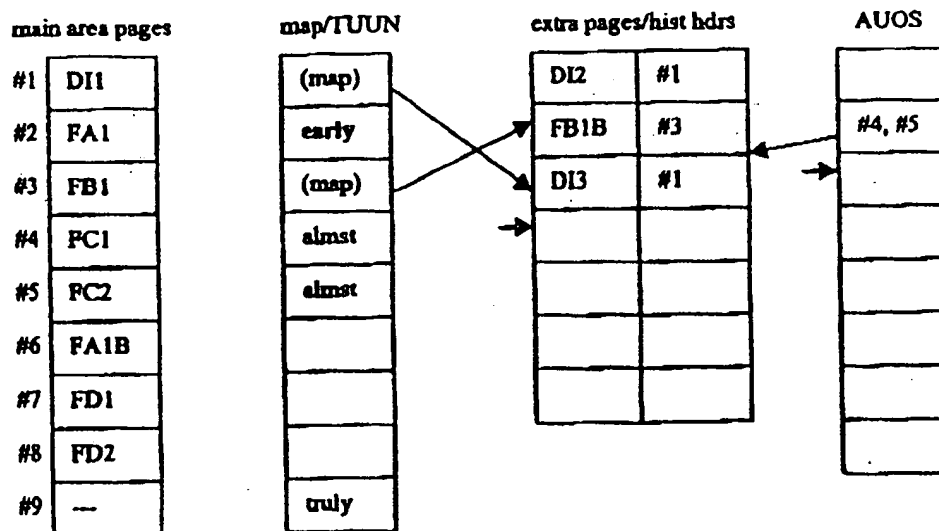 main area pages map/TUUN extra pages/hist hdrs AUOS
#1 DI1 (map) DI2 #1
#2 FA1 early FB1B #3 #4, #5
#3 FB1 (map) DI3 #1
#4 FC1 almst
#5 FC2 almst
#6 FA1B
#7 FD1
#8 FD2
#9 --- truly